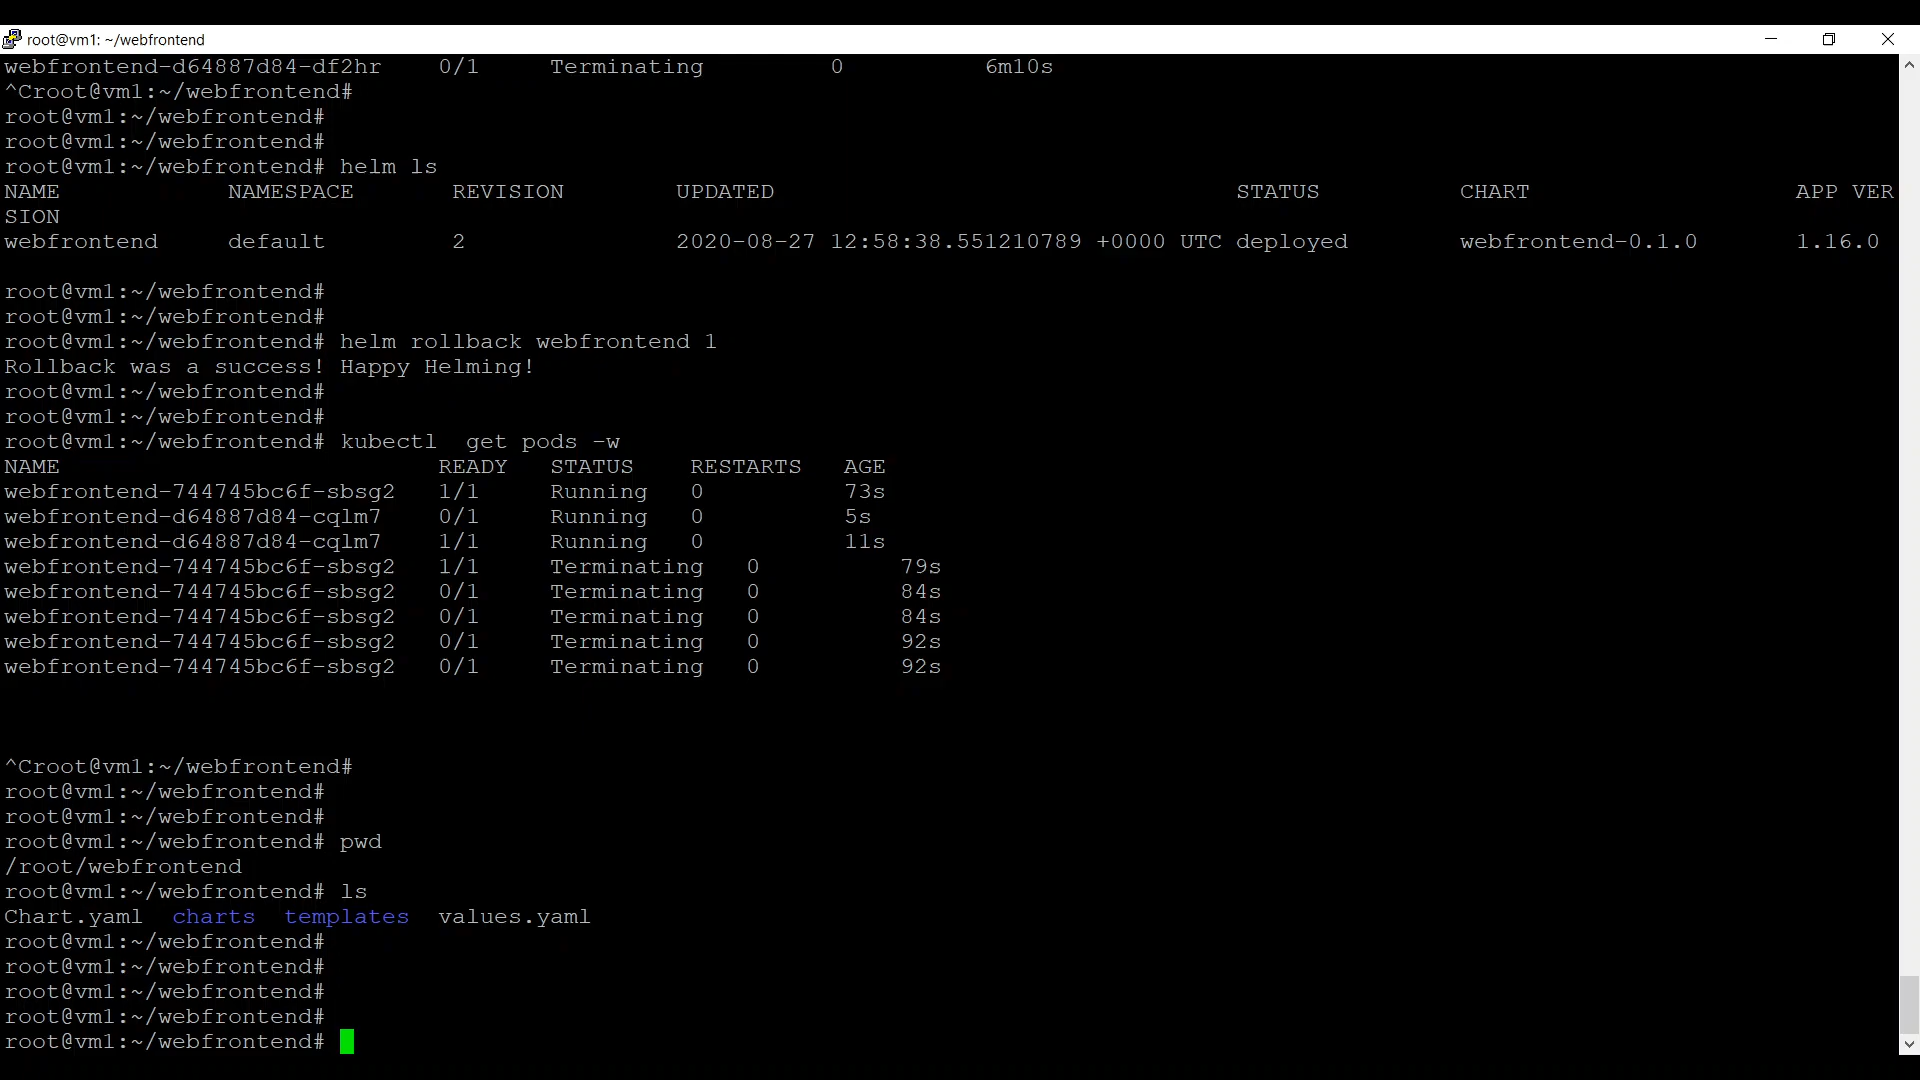 root@vm1: ~/webfrontend
webfrontend-d64887d84-df2hr 0/1 Terminating 0 6m10s
^Croot@vm1:~/webfrontend#
root@vm1:~/webfrontend#
root@vm1:~/webfrontend#
root@vm1:~/webfrontend# helm ls
NAME NAMESPACE REVISION UPDATED STATUS CHART APP VER
SION
webfrontend default 2 2020-08-27 12:58:38.551210789 +0000 UTC deployed webfrontend-0.1.0 1.16.0
root@vm1:~/webfrontend#
root@vm1:~/webfrontend#
root@vm1:~/webfrontend# helm rollback webfrontend 1
Rollback was a success! Happy Helming!
root@vm1:~/webfrontend#
root@vm1:~/webfrontend#
root@vm1:~/webfrontend# kubectl  get pods -w
NAME READY STATUS RESTARTS AGE
webfrontend-744745bc6f-sbsg2 1/1 Running 0 73s
webfrontend-d64887d84-cqlm7 0/1 Running 0 5s
webfrontend-d64887d84-cqlm7 1/1 Running 0 11s
webfrontend-744745bc6f-sbsg2 1/1 Terminating 0 79s
webfrontend-744745bc6f-sbsg2 0/1 Terminating 0 84s
webfrontend-744745bc6f-sbsg2 0/1 Terminating 0 84s
webfrontend-744745bc6f-sbsg2 0/1 Terminating 0 92s
webfrontend-744745bc6f-sbsg2 0/1 Terminating 0 92s
^Croot@vm1:~/webfrontend#
root@vm1:~/webfrontend#
root@vm1:~/webfrontend#
root@vm1:~/webfrontend# pwd
/root/webfrontend
root@vm1:~/webfrontend# ls
Chart.yaml charts templates values.yaml
root@vm1:~/webfrontend#
root@vm1:~/webfrontend#
root@vm1:~/webfrontend#
root@vm1:~/webfrontend#
root@vm1:~/webfrontend#